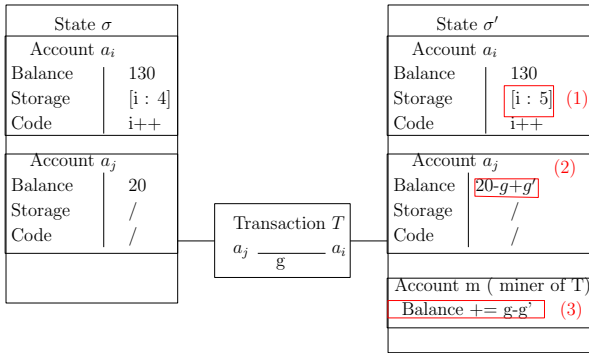 State σ
Account a_i
Balance 130
Storage [i : 4]
Code i++
Account a_j
Balance 20
Storage /
Code /
Transaction T
a_j a_i
g
State σ′
Account a_i
Balance 130
Storage [i : 5] (1)
Code i++
Account a_j (2)
Balance 20-g+g′
Storage /
Code /
Account m ( miner of T)
Balance += g-g’ (3)